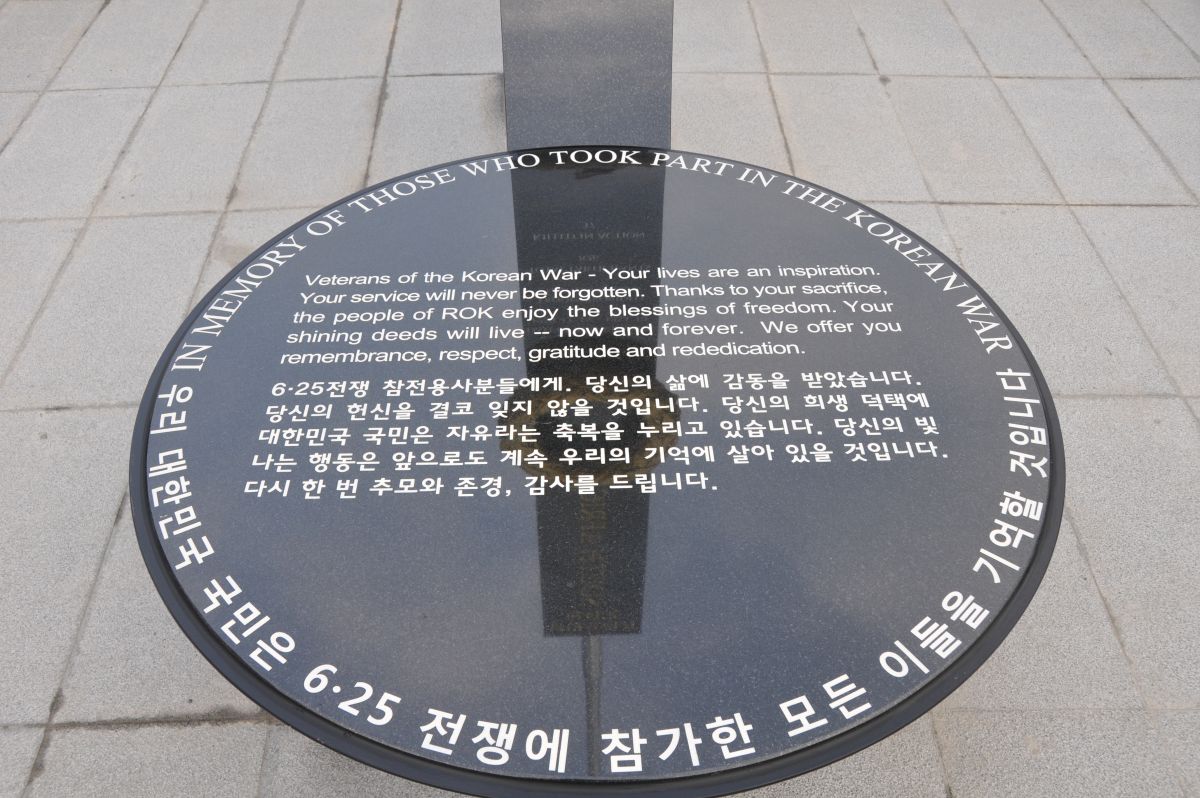 IN MEMORY OF THOSE WHO TOOK PART IN THE KOREAN WAR
Veterans of the Korean War - Your lives are an inspiration.
Your service will never be forgotten. Thanks to your sacrifice,
the people of ROK enjoy the blessings of freedom. Your
shining deeds will live -- now and forever. We offer you
remembrance, respect, gratitude and rededication.
6·25전쟁 참전용사분들에게. 당신의 삶에 감동을 받았습니다.
당신의 헌신을 결코 잊지 않을 것입니다. 당신의 희생 덕택에
대한민국 국민은 자유라는 축복을 누리고 있습니다. 당신의 빛
나는 행동은 앞으로도 계속 우리의 기억에 살아 있을 것입니다.
다시 한 번 추모와 존경, 감사를 드립니다.
우리 대한민국 국민은 6·25 전쟁에 참가한 모든 이들을 기억할 것입니다